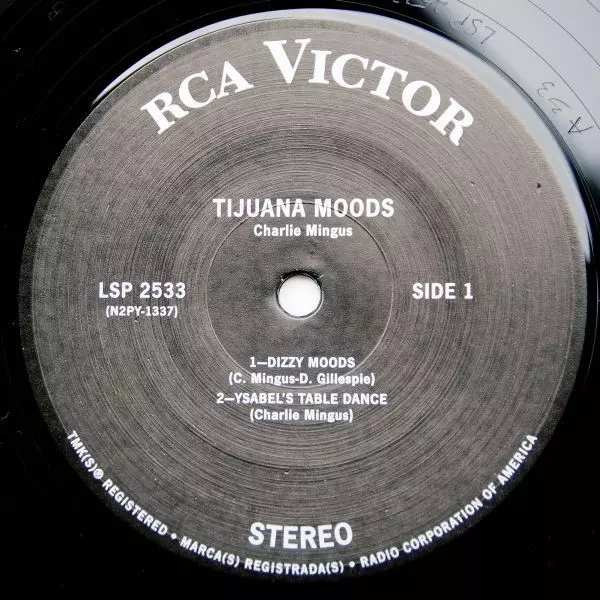 RCA VICTOR
TIJUANA MOODS
Charlie Mingus
LSP 2533
(N2PY-1337)
SIDE 1
1—DIZZY MOODS
(C. Mingus-D. Gillespie)
2—YSABEL'S TABLE DANCE
(Charlie Mingus)
STEREO
TMK(S)® REGISTERED • MARCA(S) REGISTRADA(S) • RADIO CORPORATION OF AMERICA